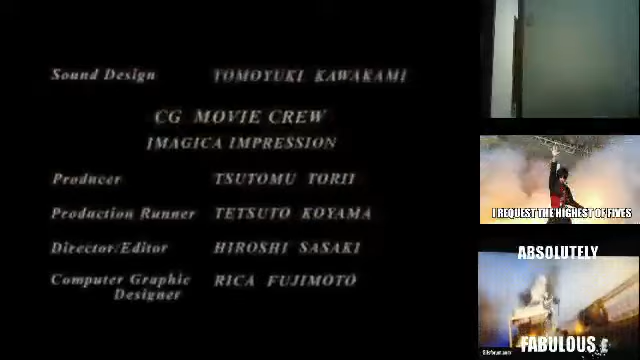 Sound Design TOMOYUKI KAWAKAMI
CG MOVIE CREW
IMAGICA IMPRESSION
Producer TSUTOMU TORII
Production Runner TETSUTO KOYAMA
Director/Editor HIROSHI SASAKI
Computer Graphic Designer RICA FUJIMOTO
I REQUEST THE HIGHEST OF FIVES
ABSOLUTELY
FABULOUS